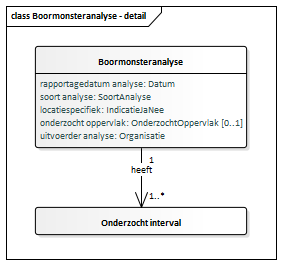 class Boormonsteranalyse - detail
Boormonsteranalyse
rapportagedatum analyse: Datum
soort analyse: SoortAnalyse
locatiespecifiek: IndicatieJaNee
onderzocht oppervlak: OnderzochtOppervlak [0..1]
uitvoerder analyse: Organisatie
1
heeft
1..*
Onderzocht interval